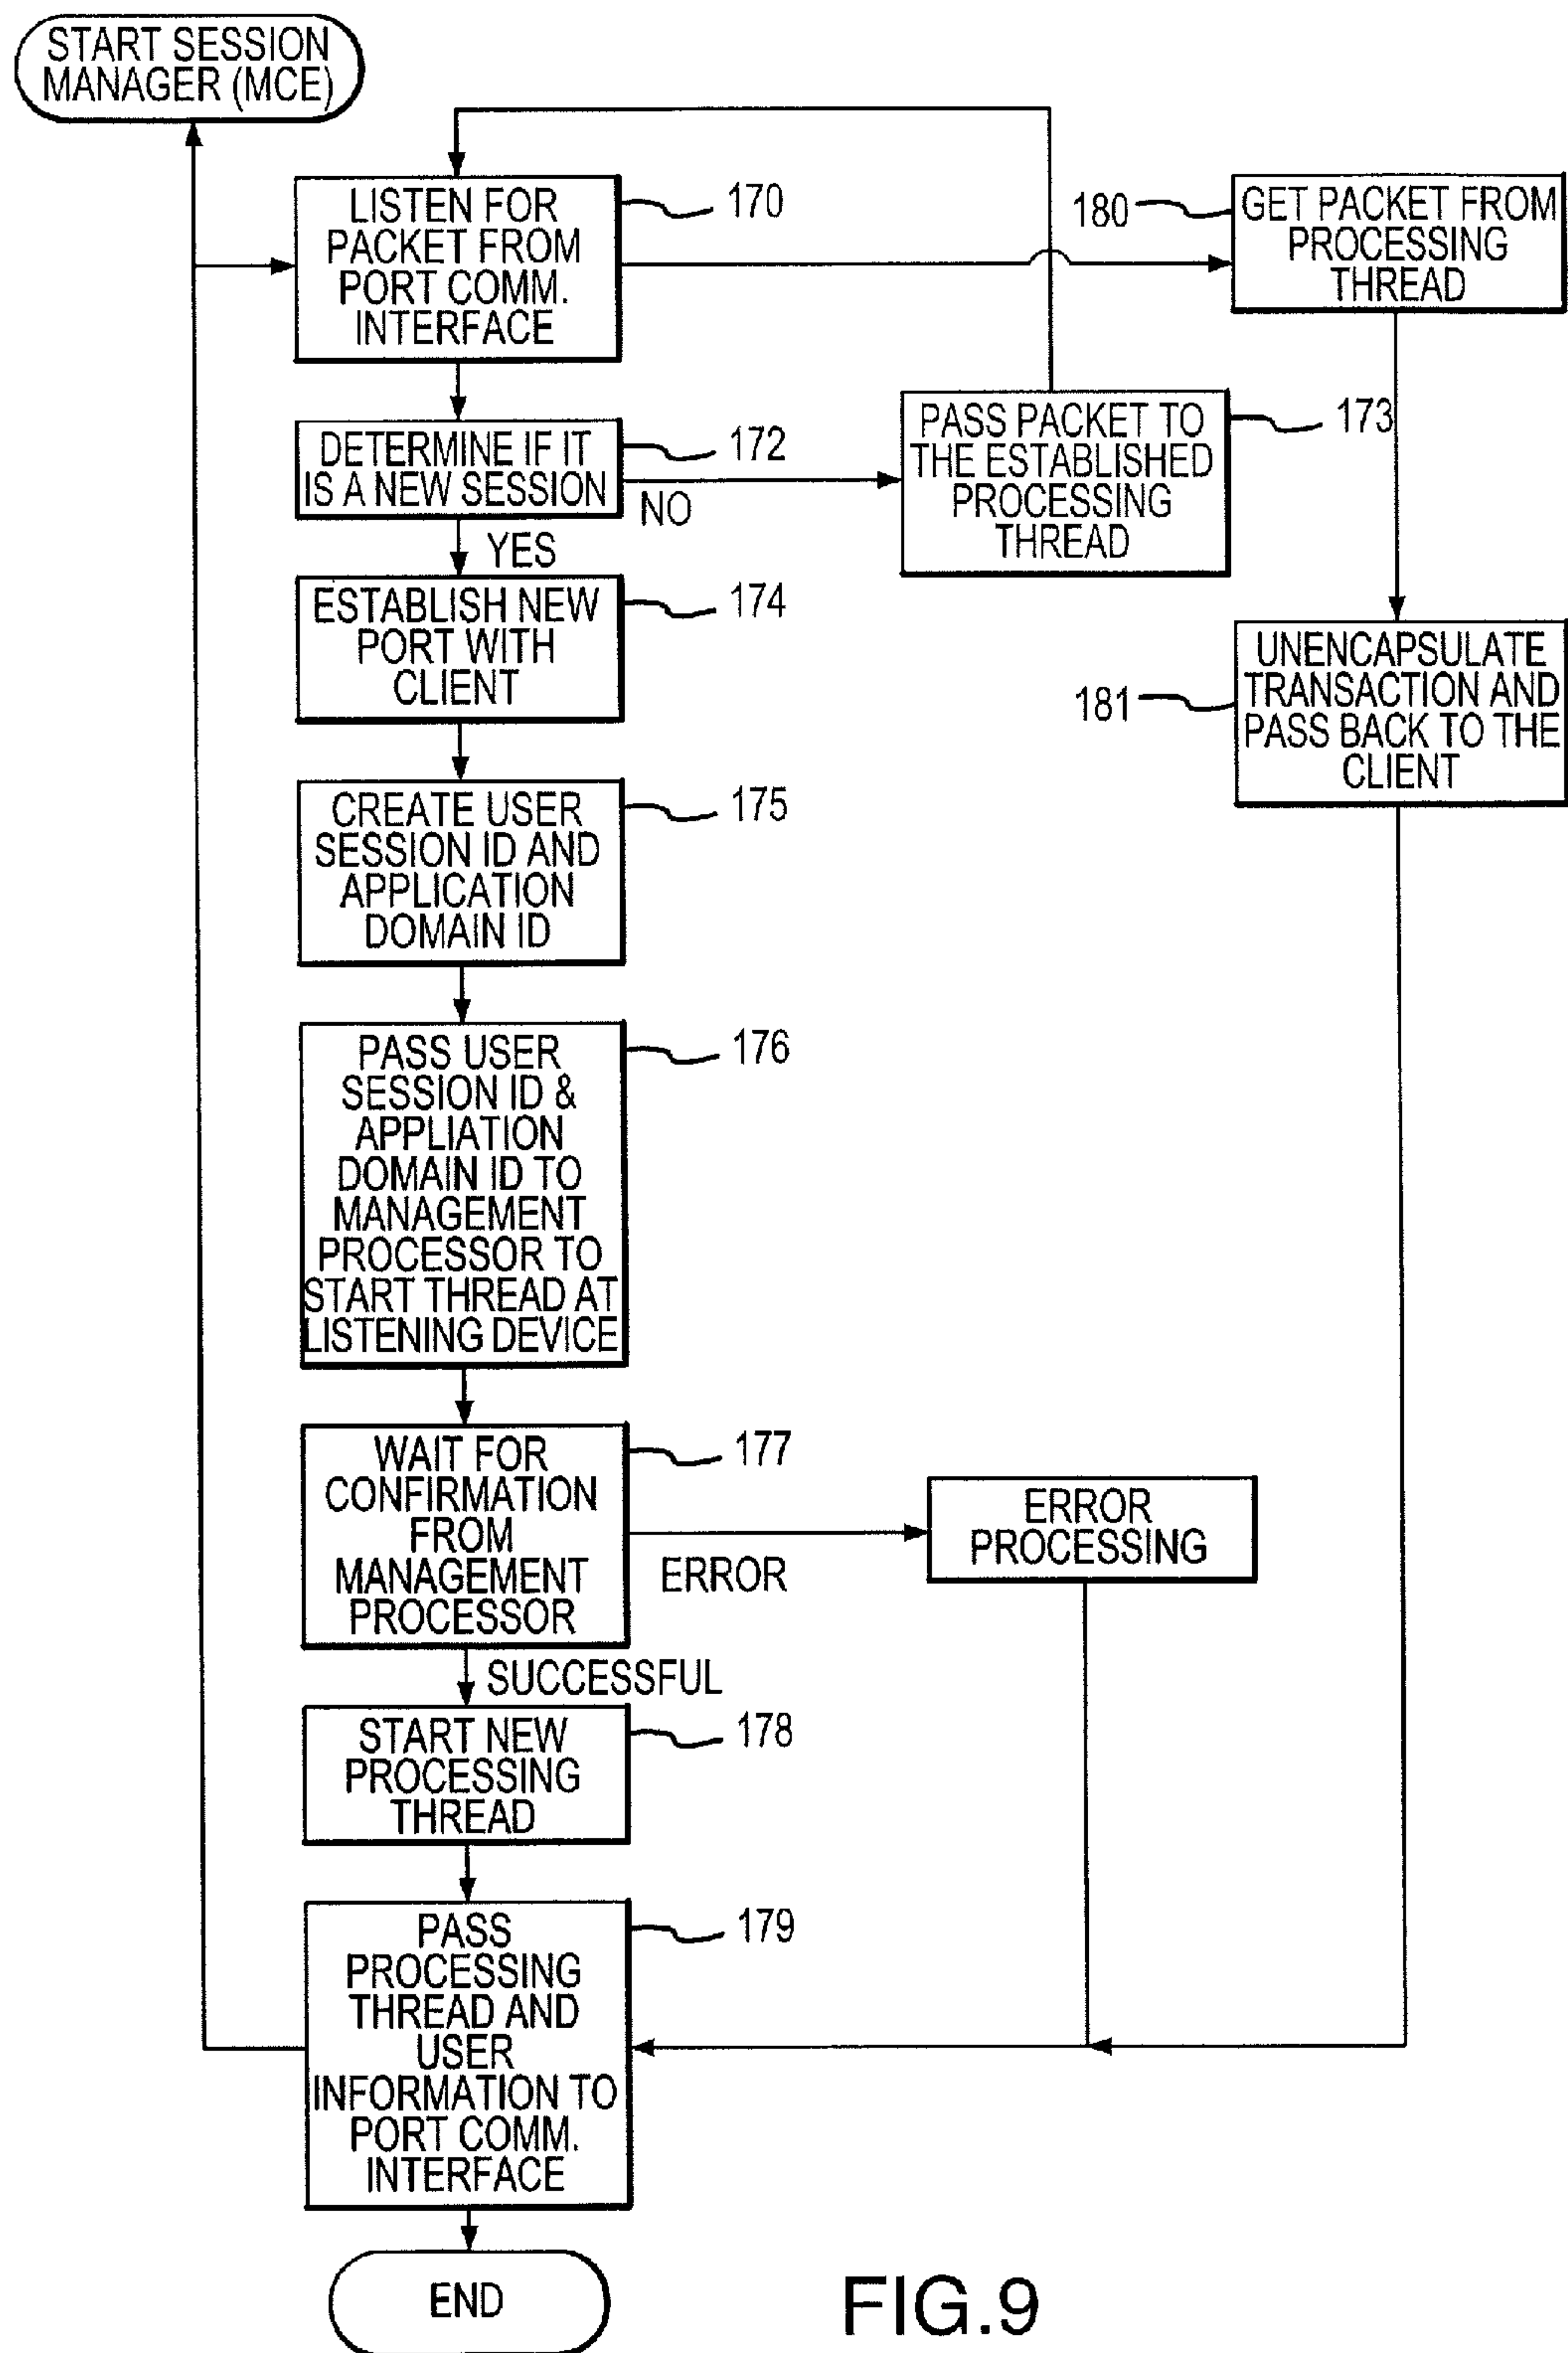 START SESSION
MANAGER (MCE)
LISTEN FOR
PACKET FROM
PORT COMM.
INTERFACE
170
180
GET PACKET FROM
PROCESSING
THREAD
DETERMINE IF IT
IS A NEW SESSION
172
NO
YES
PASS PACKET TO
THE ESTABLISHED
PROCESSING
THREAD
173
ESTABLISH NEW
PORT WITH
CLIENT
174
181
UNENCAPSULATE
TRANSACTION AND
PASS BACK TO THE
CLIENT
CREATE USER
SESSION ID AND
APPLICATION
DOMAIN ID
175
PASS USER
SESSION ID &
APPLIATION
DOMAIN ID TO
MANAGEMENT
PROCESSOR TO
START THREAD AT
LISTENING DEVICE
176
WAIT FOR
CONFIRMATION
FROM
MANAGEMENT
PROCESSOR
177
ERROR
ERROR
PROCESSING
SUCCESSFUL
START NEW
PROCESSING
THREAD
178
PASS
PROCESSING
THREAD AND
USER
INFORMATION TO
PORT COMM.
INTERFACE
179
END
FIG.9